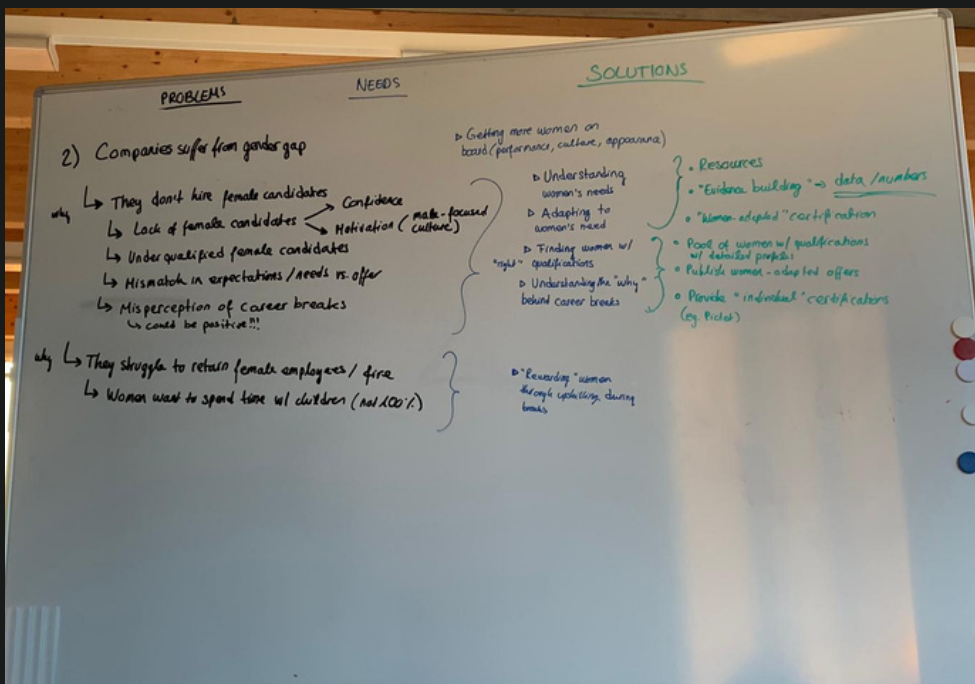 PROBLEMS
NEEDS
SOLUTIONS
2) Companies suffer from gender gap
why ↳ They don't hire female candidates
↳ Lack of female candidates → Confidence
→ Motivation (male-focused
culture)
↳ Underqualified female candidates
↳ Mismatch in expectations/needs vs. offer
↳ Misperception of career breaks
↳ could be positive!!!
why ↳ They struggle to retain female employees / fire
↳ Women want to spend time w/ children (not 100%)
▷ Getting more women on
board (performance, culture, appearance)
▷ Understanding
women's needs
▷ Adapting to
women's need
▷ Finding women w/
"right" qualifications
▷ Understanding the "why"
behind career breaks
▷ "Rewarding" women
through upskilling during
breaks
• Resources
• "Evidence building" → data/numbers
• "Women-adapted" certification
• Pool of women w/ qualifications
w/ detailed profiles
• Publish women-adapted offers
• Provide "individual" certifications
(eg. Pictet)